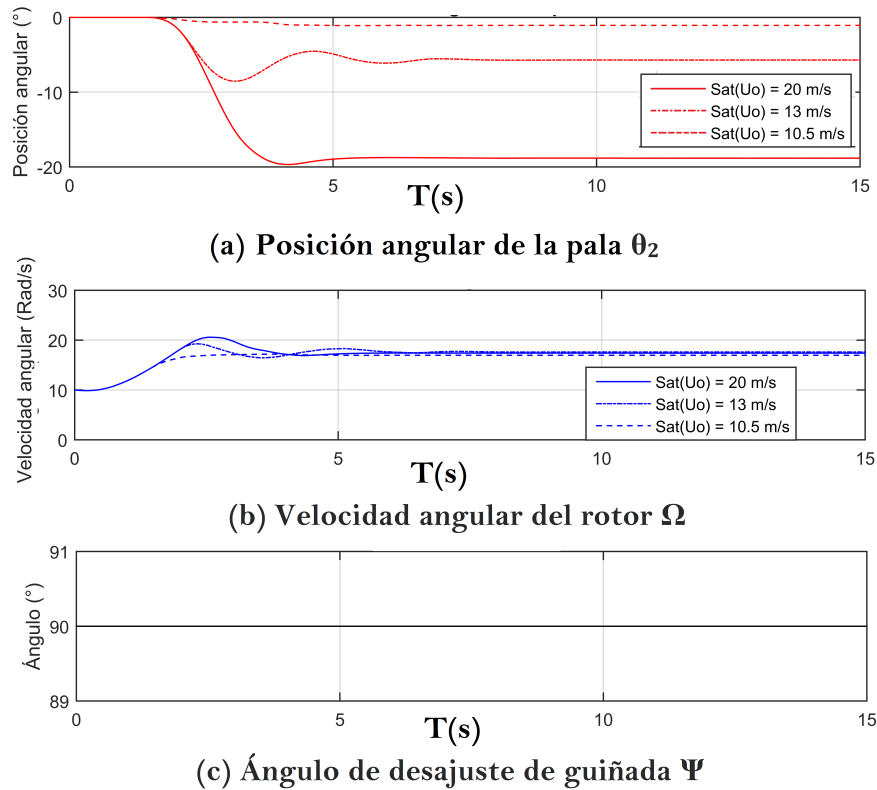 Posición angular (°)
0
-10
-20
Sat(Uo) = 20 m/s
Sat(Uo) = 13 m/s
Sat(Uo) = 10.5 m/s
0 5 10 15
T(s)
(a) Posición angular de la pala θ₂
Velocidad angular (Rad/s)
30
20
10
0
Sat(Uo) = 20 m/s
Sat(Uo) = 13 m/s
Sat(Uo) = 10.5 m/s
0 5 10 15
T(s)
(b) Velocidad angular del rotor Ω
Ángulo (°)
91
90
89
0 5 10 15
T(s)
(c) Ángulo de desajuste de guiñada Ψ